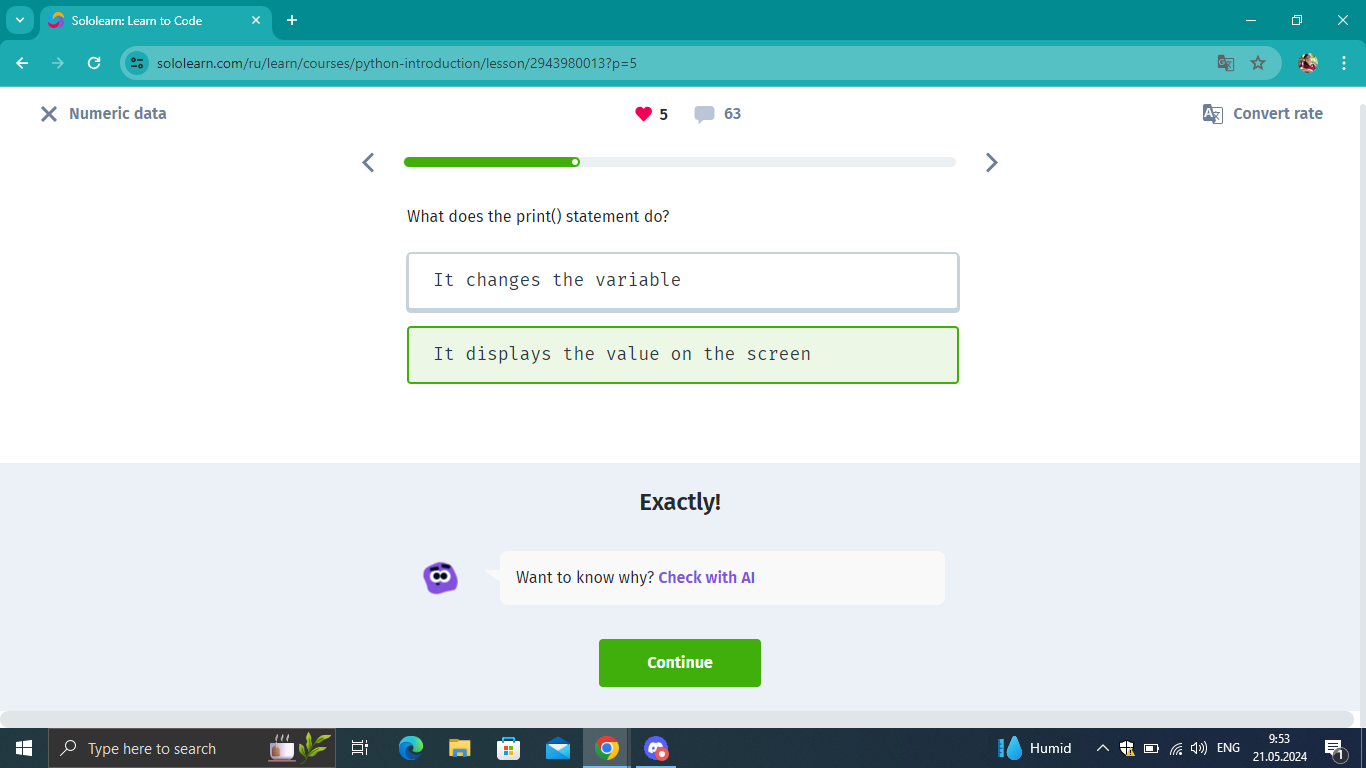 Sololearn: Learn to Code
sololearn.com/ru/learn/courses/python-introduction/lesson/2943980013?p=5
Numeric data
5
63
Convert rate
What does the print() statement do?
It changes the variable
It displays the value on the screen
Exactly!
Want to know why? Check with AI
Continue
Type here to search
Humid
ENG
9:53
21.05.2024
1